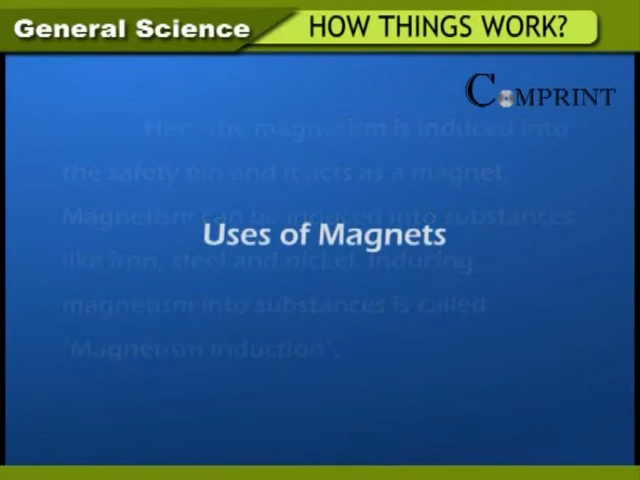 General Science
HOW THINGS WORK?
COMPRINT
Here the magnetism is induced into
the safety pin and it acts as a magnet.
Magnetism can be induced into substances
Uses of Magnets
like iron, steel and nickel. Inducing
magnetism into substances is called
"Magnetism induction".